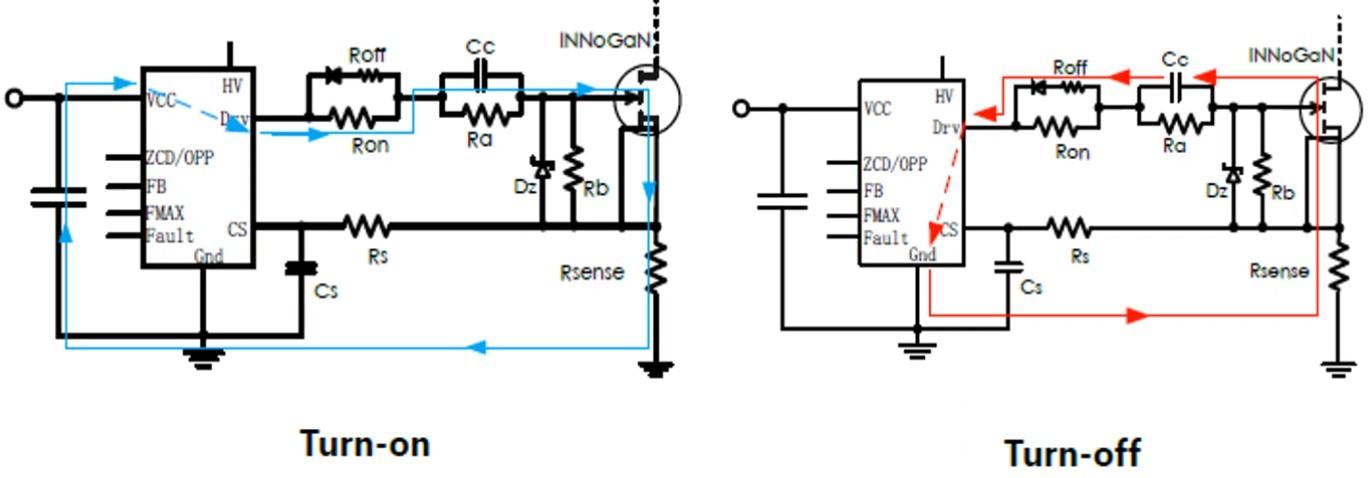 INNoGaN
Roff
Cc
HV
VCC
Drv
Ron
Ra
ZCD/OPP
FB
FMAX
Fault
CS
Gnd
Dz
Rb
Rs
Cs
Rsense
Turn-on
INNoGaN
Roff
Cc
HV
VCC
Drv
Ron
Ra
ZCD/OPP
FB
FMAX
Fault
CS
Gnd
Dz
Rb
Rs
Cs
Rsense
Turn-off